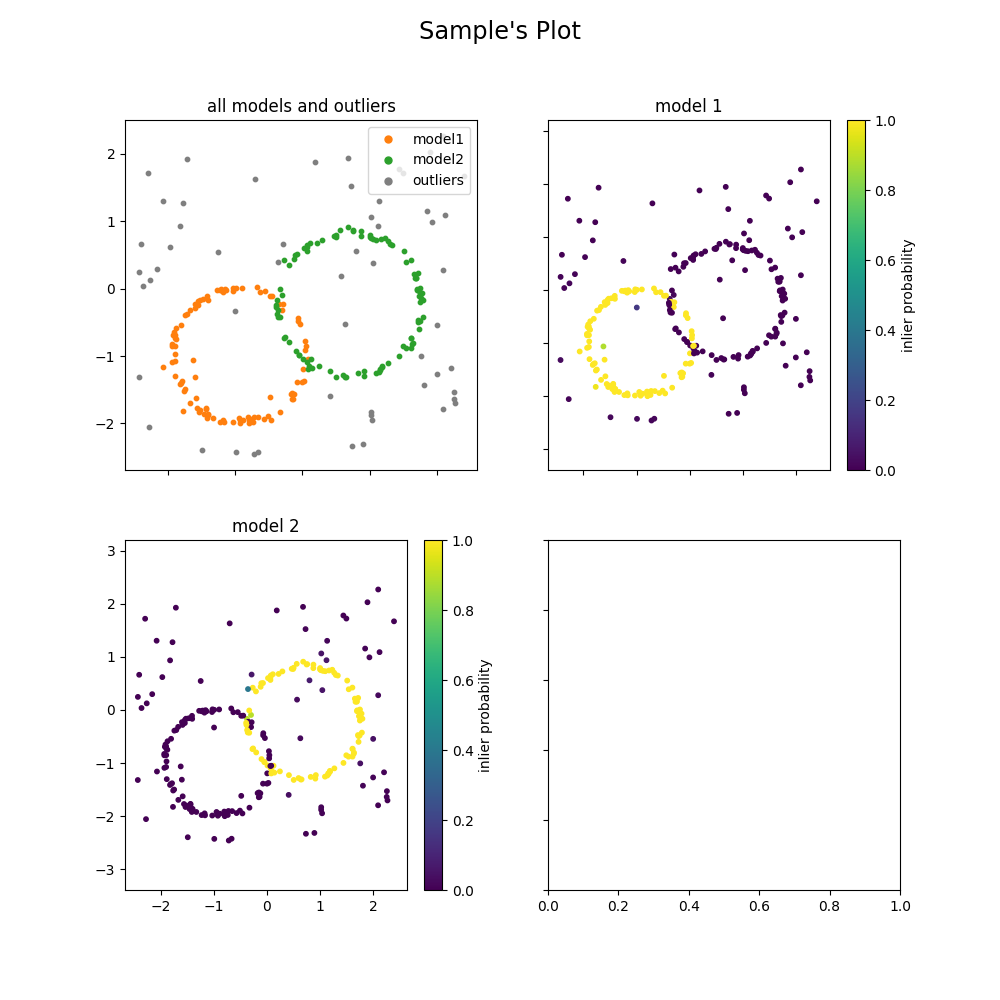 Sample's Plot
all models and outliers
model1
model2
outliers
2
1
0
−1
−2
model 1
1.0
0.8
0.6
0.4
0.2
0.0
inlier probability
model 2
3
2
1
0
−1
−2
−3
−2 −1 0 1 2
1.0
0.8
0.6
0.4
0.2
0.0
inlier probability
0.0 0.2 0.4 0.6 0.8 1.0